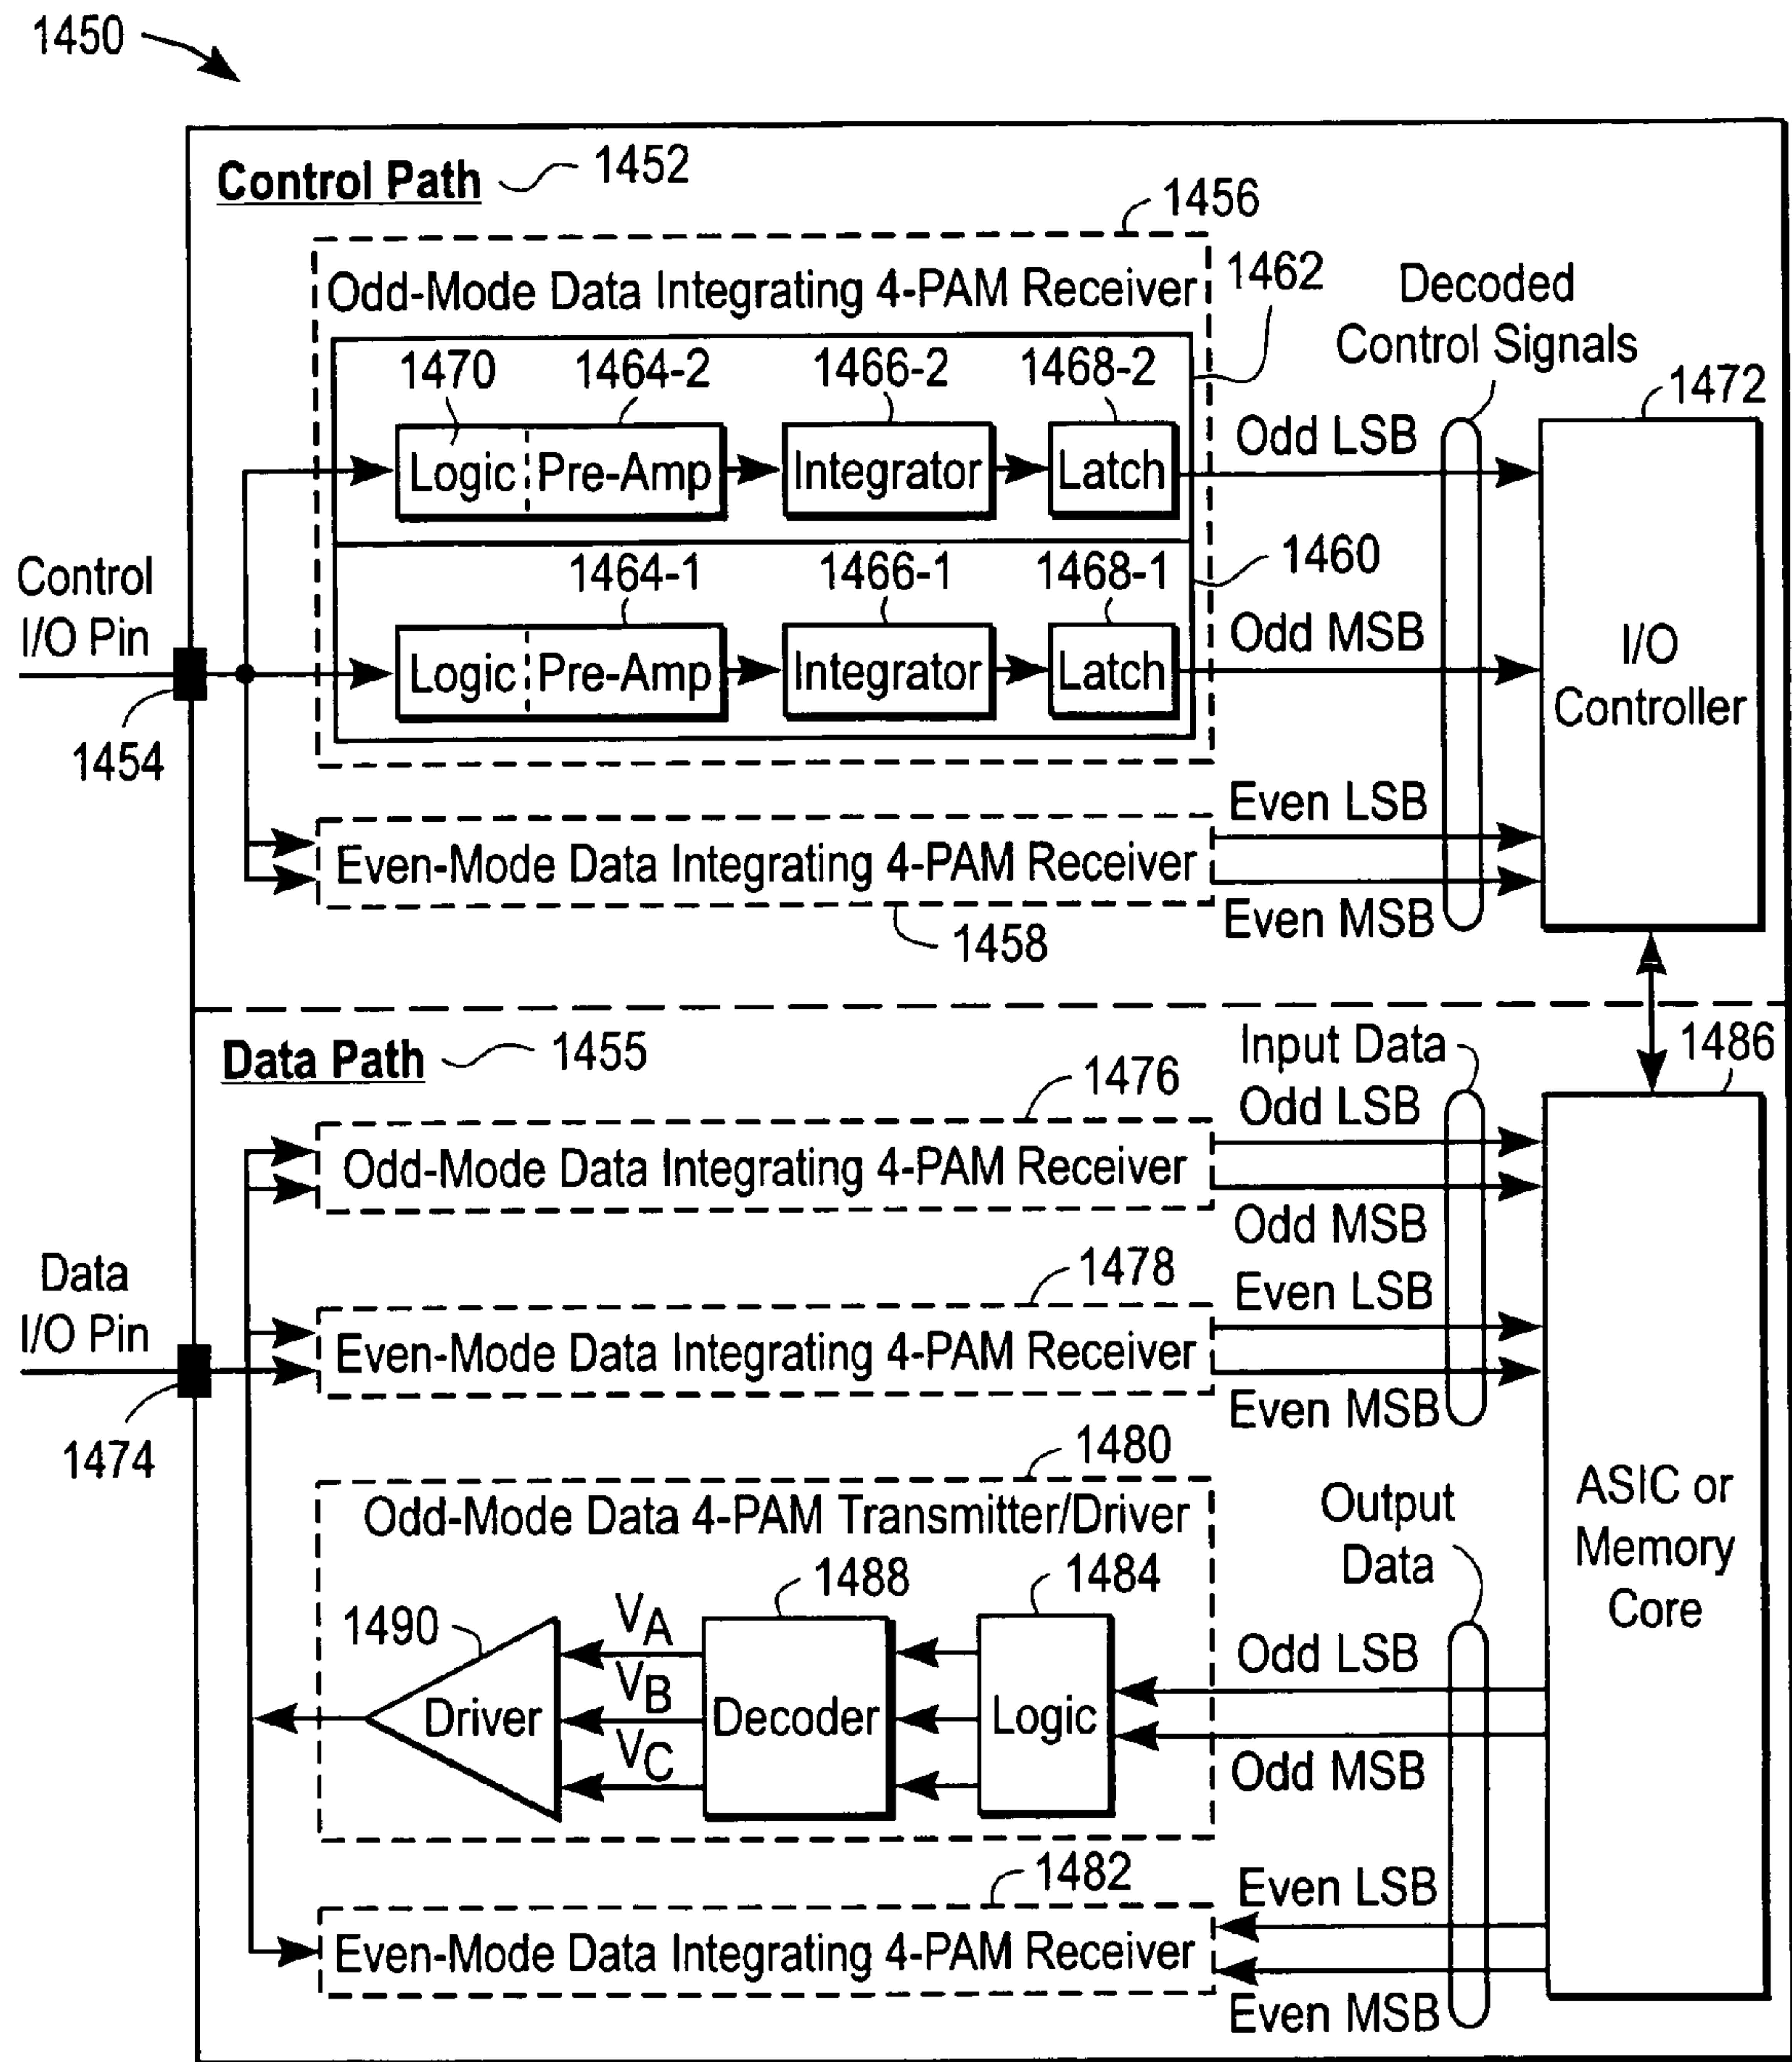 1450
Control Path 1452
1456
Odd-Mode Data Integrating 4-PAM Receiver
1462
Decoded
Control Signals
1470 1464-2 1466-2 1468-2
1472
Logic Pre-Amp Integrator Latch
Odd LSB
1464-1 1466-1 1468-1
1460
Control
I/O Pin
Logic Pre-Amp Integrator Latch
Odd MSB
I/O
Controller
1454
Even LSB
Even-Mode Data Integrating 4-PAM Receiver
Even MSB
1458
Data Path 1455
Input Data
1486
1476
Odd LSB
Odd-Mode Data Integrating 4-PAM Receiver
Odd MSB
Data
I/O Pin
1478
Even LSB
Even-Mode Data Integrating 4-PAM Receiver
Even MSB
1474
1480
Odd-Mode Data 4-PAM Transmitter/Driver
Output
Data
ASIC or
Memory
Core
1490
VA
1488
1484
VB
Driver
Decoder
Logic
VC
Odd LSB
Odd MSB
1482
Even LSB
Even-Mode Data Integrating 4-PAM Receiver
Even MSB